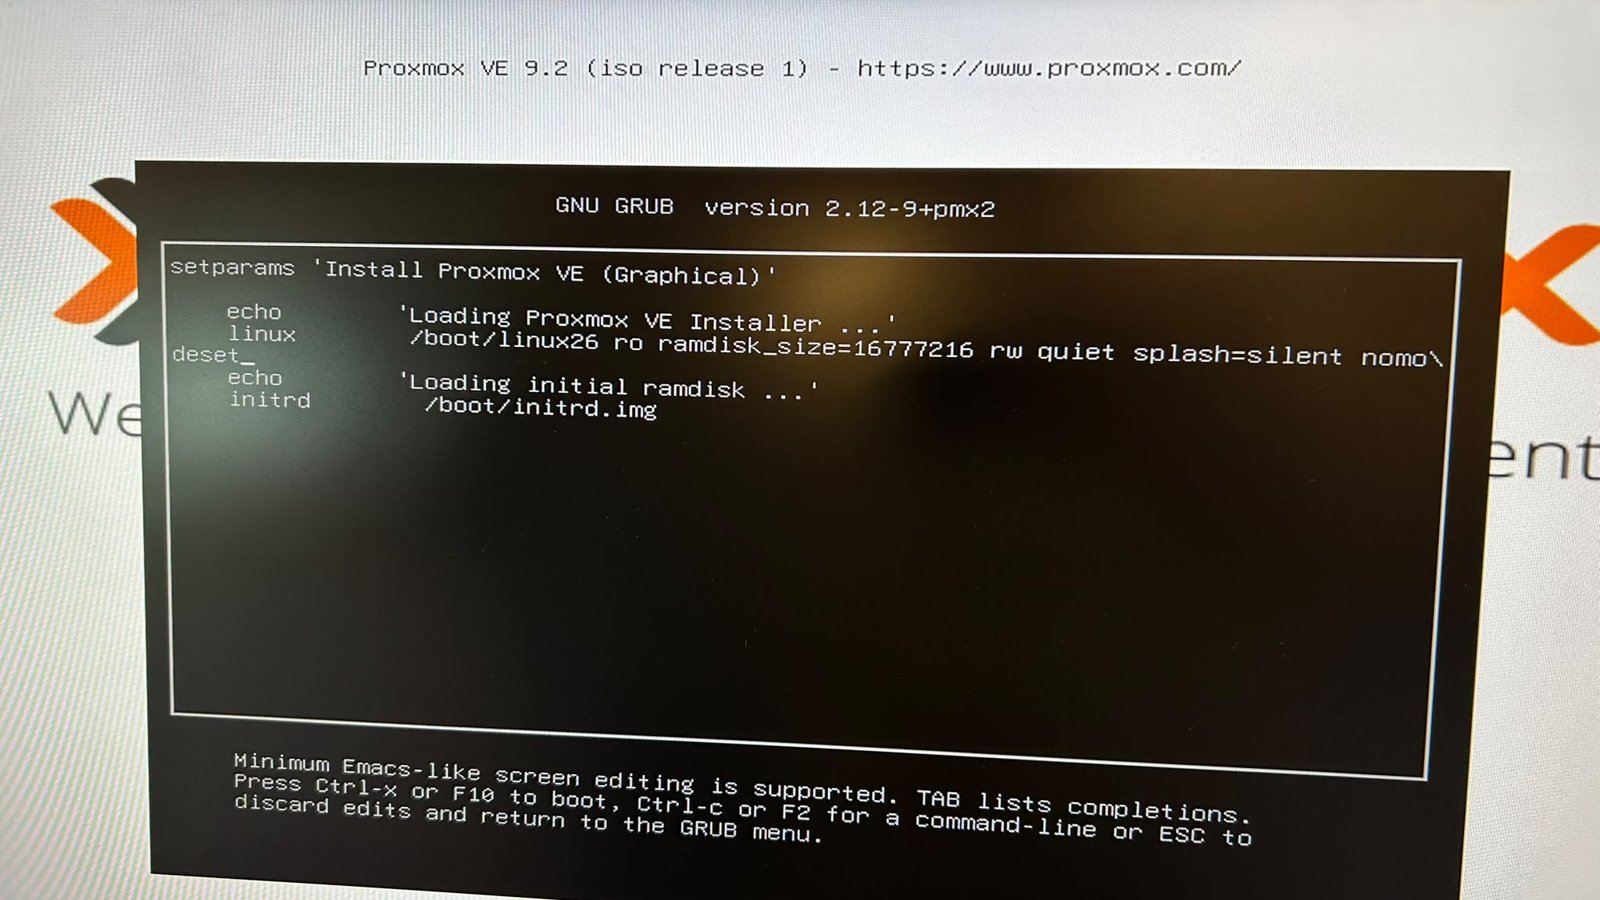 Proxmox VE 9.2 (iso release 1) - https://www.proxmox.com/
GNU GRUB  version 2.12-9+pmx2
setparams 'Install Proxmox VE (Graphical)'
echo 'Loading Proxmox VE Installer ...'
linux /boot/linux26 ro ramdisk_size=16777216 rw quiet splash=silent nomo\
deset_
echo 'Loading initial ramdisk ...'
initrd /boot/initrd.img
We
ent
Minimum Emacs-like screen editing is supported. TAB lists completions.
Press Ctrl-x or F10 to boot, Ctrl-c or F2 for a command-line or ESC to
discard edits and return to the GRUB menu.